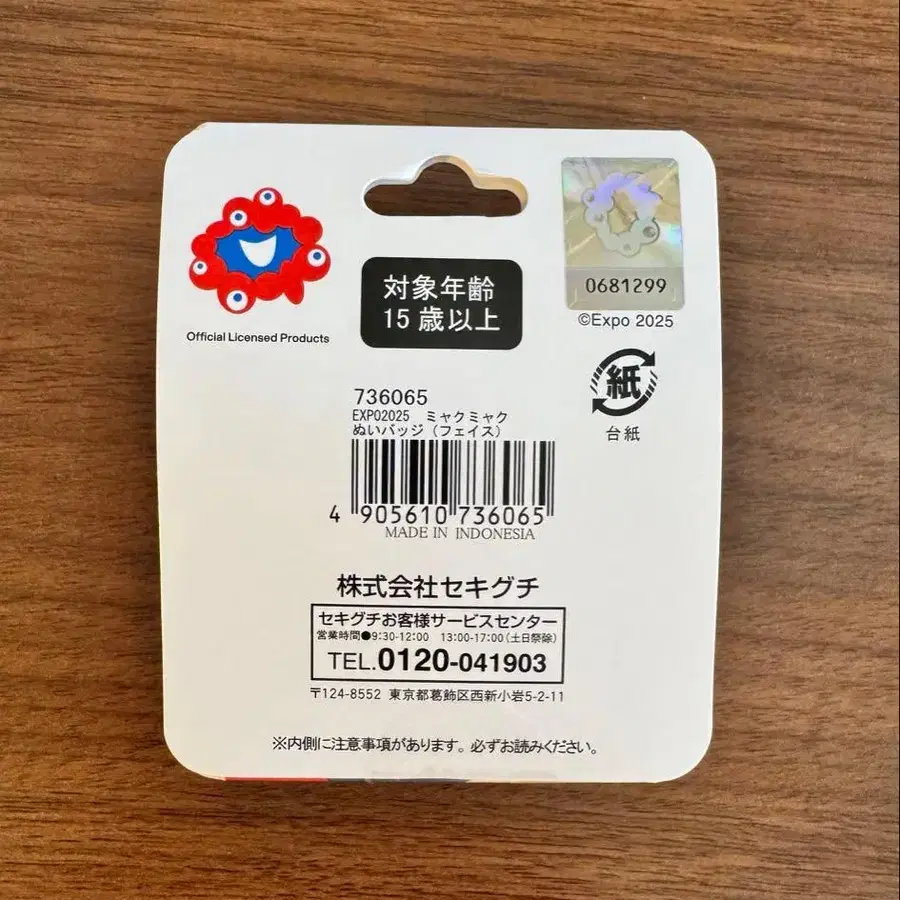 Official Licensed Products
対象年齢
15歳以上
0681299
©Expo 2025
紙
台紙
736065
EXPO2025 ミャクミャク
ぬいバッジ（フェイス）
4 905610 736065
MADE IN INDONESIA
株式会社セキグチ
セキグチお客様サービスセンター
営業時間●9:30-12:00 13:00-17:00（土日祭除）
TEL.0120-041903
〒124-8552 東京都葛飾区西新小岩5-2-11
※内側に注意事項があります。必ずお読みください。